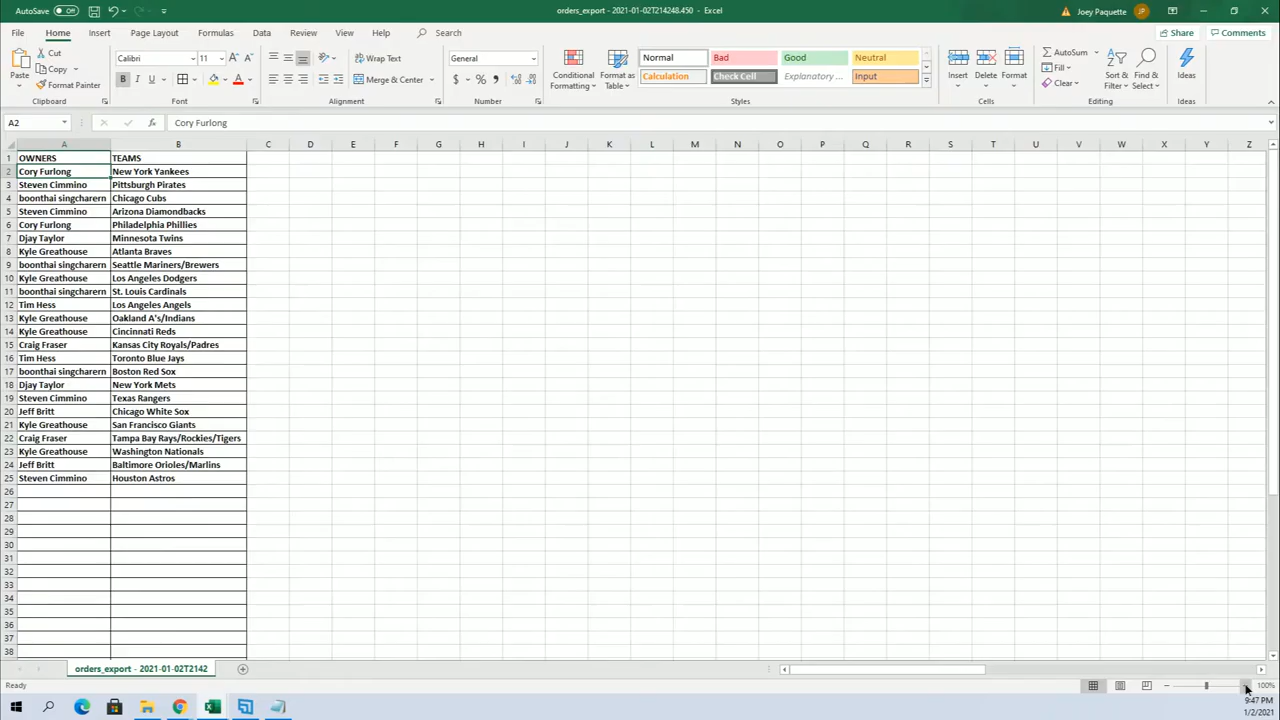 AutoSave Off orders_export - 2021-01-02T214248.450 - Excel Joey Paquette JP
File Home Insert Page Layout Formulas Data Review View Help Search Share Comments
Paste Cut Copy Format Painter Clipboard
Calibri 11 B I U A Font
Wrap Text Merge & Center Alignment
General $ % Number
Conditional Formatting Format as Table Normal Bad Good Neutral Calculation Check Cell Explanatory ... Input Styles
Insert Delete Format Cells
AutoSum Fill Clear Sort & Filter Find & Select Editing
Ideas Ideas
A2 fx Cory Furlong
A B C D E F G H I J K L M N O P Q R S T U V W X Y Z
1 OWNERS TEAMS
2 Cory Furlong New York Yankees
3 Steven Cimmino Pittsburgh Pirates
4 boonthai singcharern Chicago Cubs
5 Steven Cimmino Arizona Diamondbacks
6 Cory Furlong Philadelphia Phillies
7 Djay Taylor Minnesota Twins
8 Kyle Greathouse Atlanta Braves
9 boonthai singcharern Seattle Mariners/Brewers
10 Kyle Greathouse Los Angeles Dodgers
11 boonthai singcharern St. Louis Cardinals
12 Tim Hess Los Angeles Angels
13 Kyle Greathouse Oakland A's/Indians
14 Kyle Greathouse Cincinnati Reds
15 Craig Fraser Kansas City Royals/Padres
16 Tim Hess Toronto Blue Jays
17 boonthai singcharern Boston Red Sox
18 Djay Taylor New York Mets
19 Steven Cimmino Texas Rangers
20 Jeff Britt Chicago White Sox
21 Kyle Greathouse San Francisco Giants
22 Craig Fraser Tampa Bay Rays/Rockies/Tigers
23 Kyle Greathouse Washington Nationals
24 Jeff Britt Baltimore Orioles/Marlins
25 Steven Cimmino Houston Astros
26
27
28
29
30
31
32
33
34
35
36
37
38
orders_export - 2021-01-02T2142
Ready 100%
9:47 PM
1/2/2021